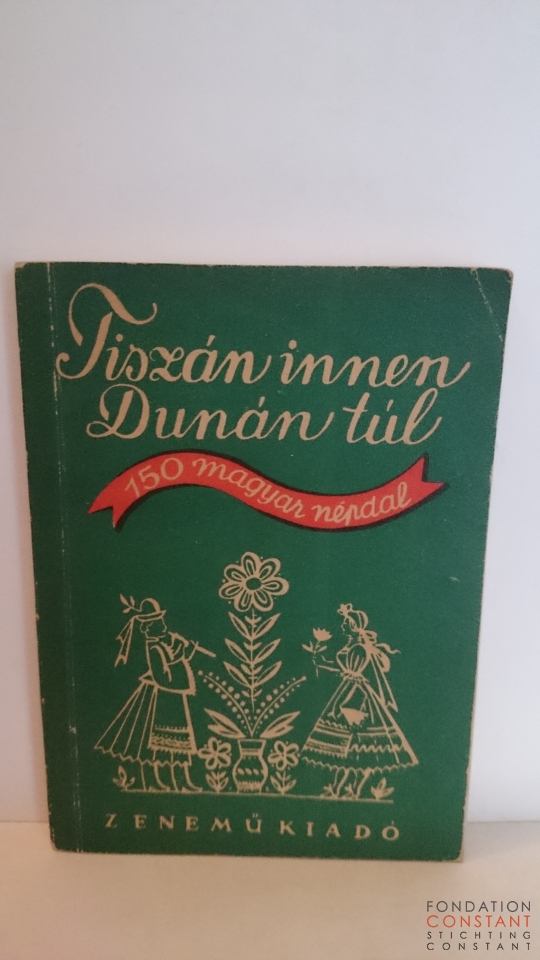 Tiszán innen
Dunán túl
150 magyar népdal
ZENEMŰKIADÓ
FONDATION
CONSTANT
STICHTING
CONSTANT